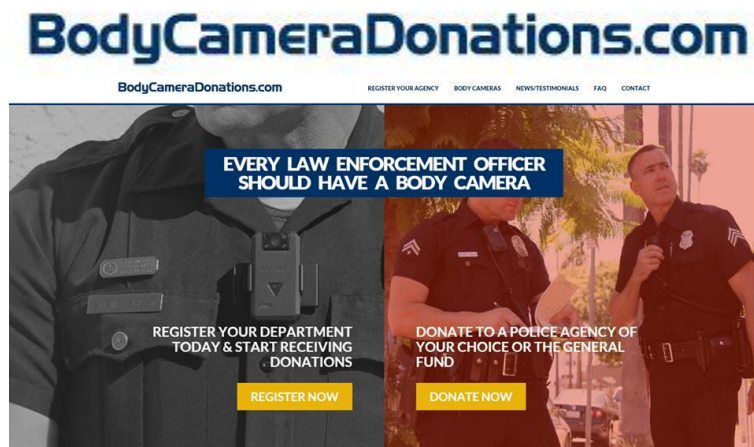 BodyCameraDonations.com
BodyCameraDonations.com
REGISTER YOUR AGENCY
BODY CAMERAS
NEWS/TESTIMONIALS
FAQ
CONTACT
EVERY LAW ENFORCEMENT OFFICER
SHOULD HAVE A BODY CAMERA
REGISTER YOUR DEPARTMENT
TODAY & START RECEIVING
DONATIONS
REGISTER NOW
DONATE TO A POLICE AGENCY OF
YOUR CHOICE OR THE GENERAL
FUND
DONATE NOW